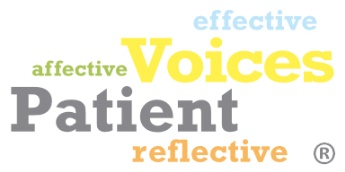 effective
affective Voices
Patient
reflective ®